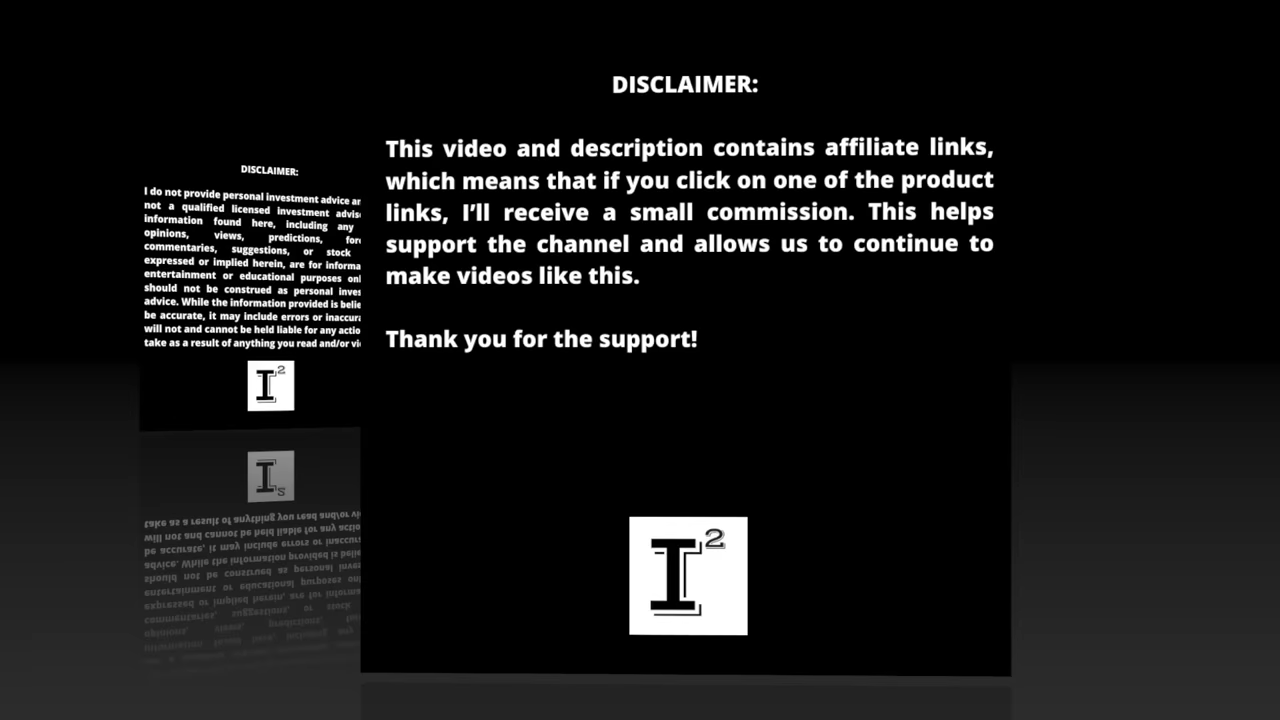 DISCLAIMER:
I do not provide personal investment advice
not a qualified licensed investment
information found here, including any
opinions, views, predictions,
commentaries, suggestions, or stock
expressed or implied herein, are for
entertainment or educational purposes
should not be construed as personal
advice. While the information provided is
be accurate, it may include errors or
will not and cannot be held liable for any
take as a result of anything you read and/or
I2
DISCLAIMER:
This video and description contains affiliate links,
which means that if you click on one of the product
links, I’ll receive a small commission. This helps
support the channel and allows us to continue to
make videos like this.
Thank you for the support!
I2